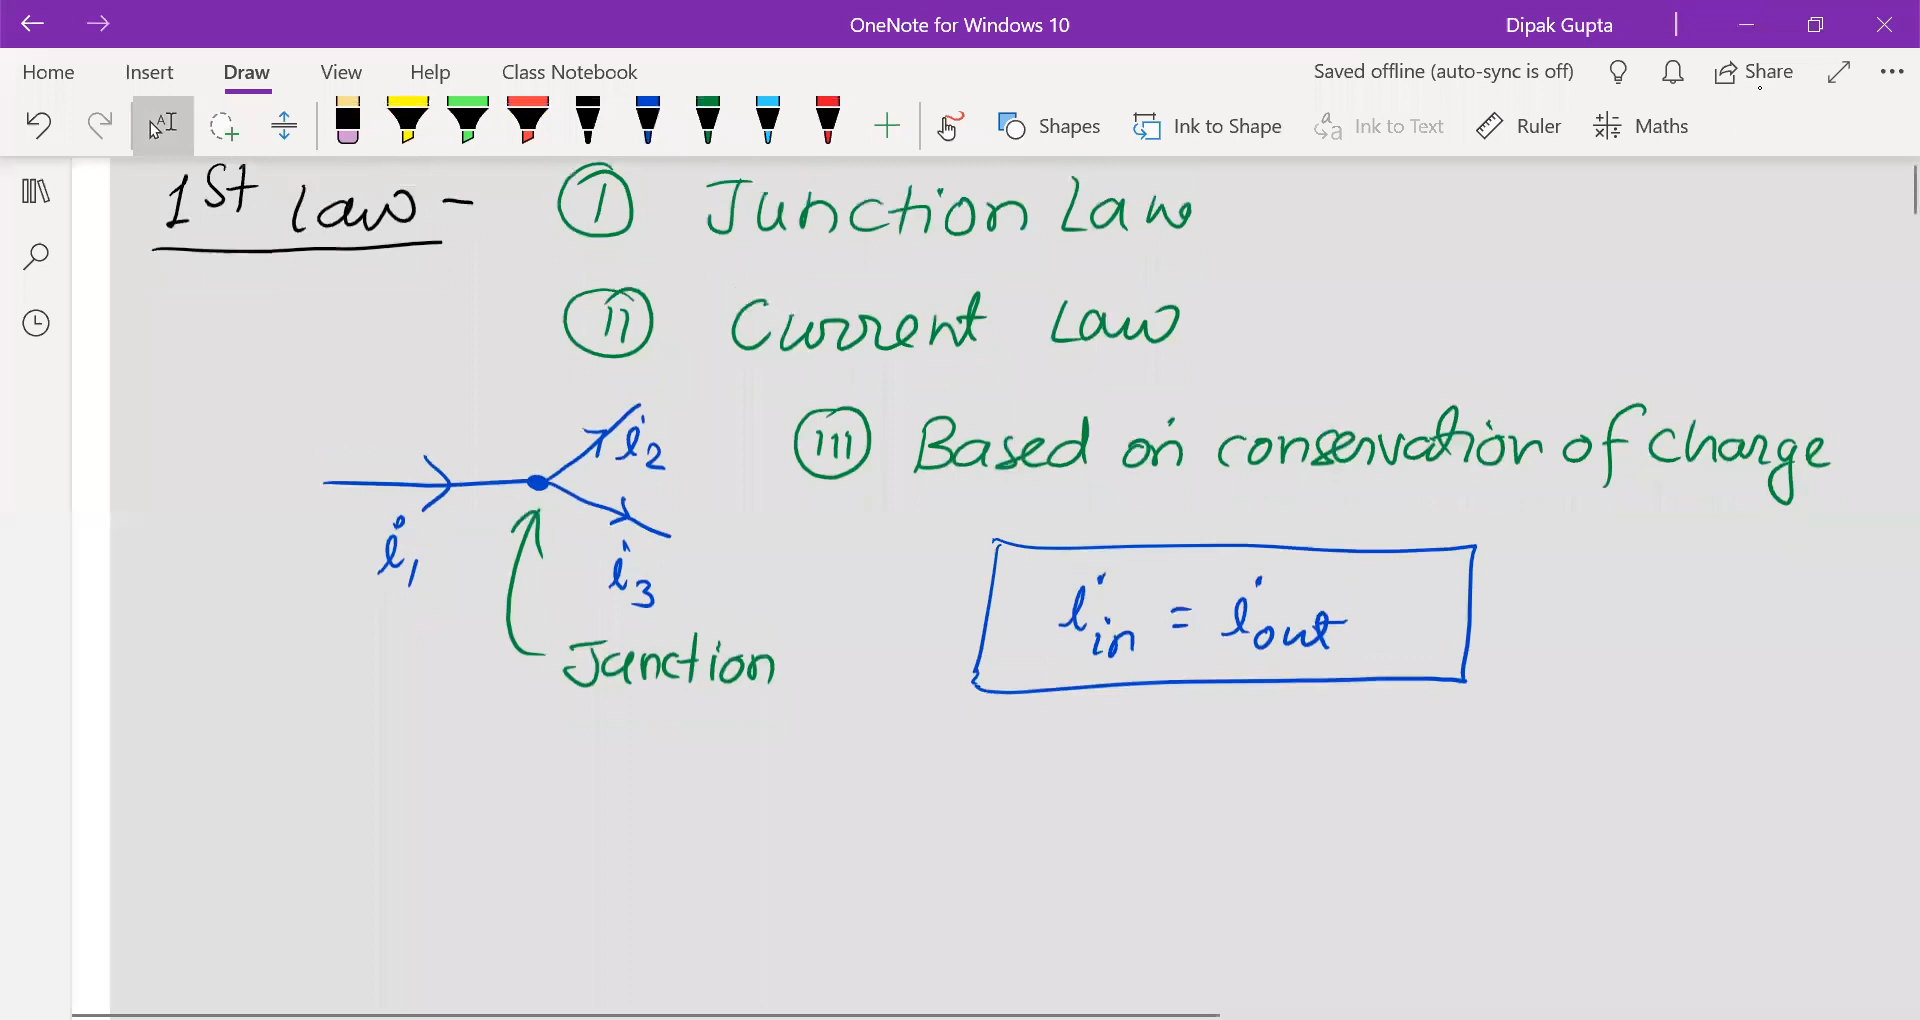 OneNote for Windows 10
Dipak Gupta
Home Insert Draw View Help Class Notebook
Saved offline (auto-sync is off) Share
Shapes Ink to Shape Ink to Text Ruler Maths
1st law - I Junction Law
II Current Law
III Based on conservation of charge
i1
i2
i3
Junction
i in = i out